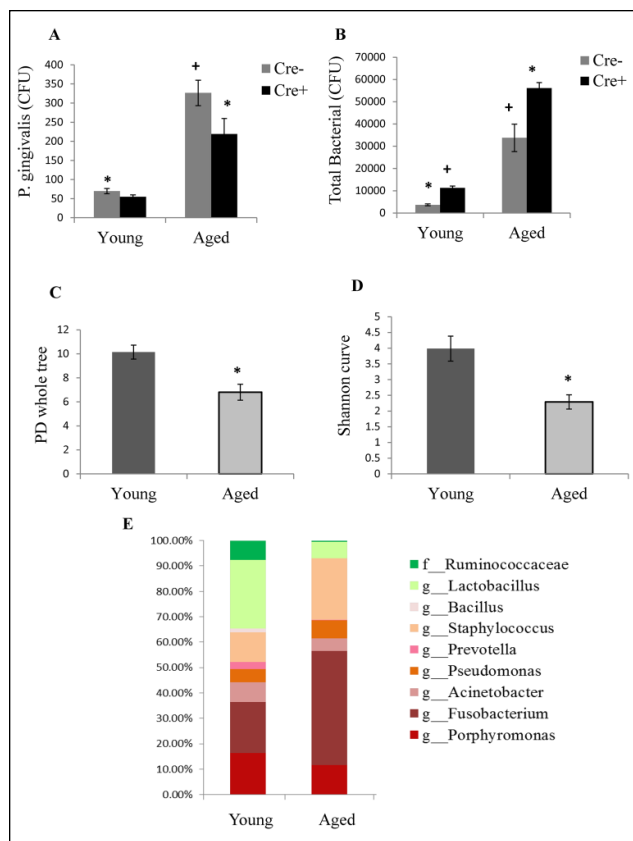 A
P. gingivalis (CFU)
400
350
300
250
200
150
100
50
0
*
+
*
Young
Aged
Cre-
Cre+
B
Total Bacterial (CFU)
70000
60000
50000
40000
30000
20000
10000
0
*
+
+
*
Young
Aged
Cre-
Cre+
C
PD whole tree
12
10
8
6
4
2
0
*
Young
Aged
D
Shannon curve
5
4.5
4
3.5
3
2.5
2
1.5
1
0.5
0
*
Young
Aged
E
100.00%
90.00%
80.00%
70.00%
60.00%
50.00%
40.00%
30.00%
20.00%
10.00%
0.00%
Young
Aged
f__Ruminococcaceae
g__Lactobacillus
g__Bacillus
g__Staphylococcus
g__Prevotella
g__Pseudomonas
g__Acinetobacter
g__Fusobacterium
g__Porphyromonas